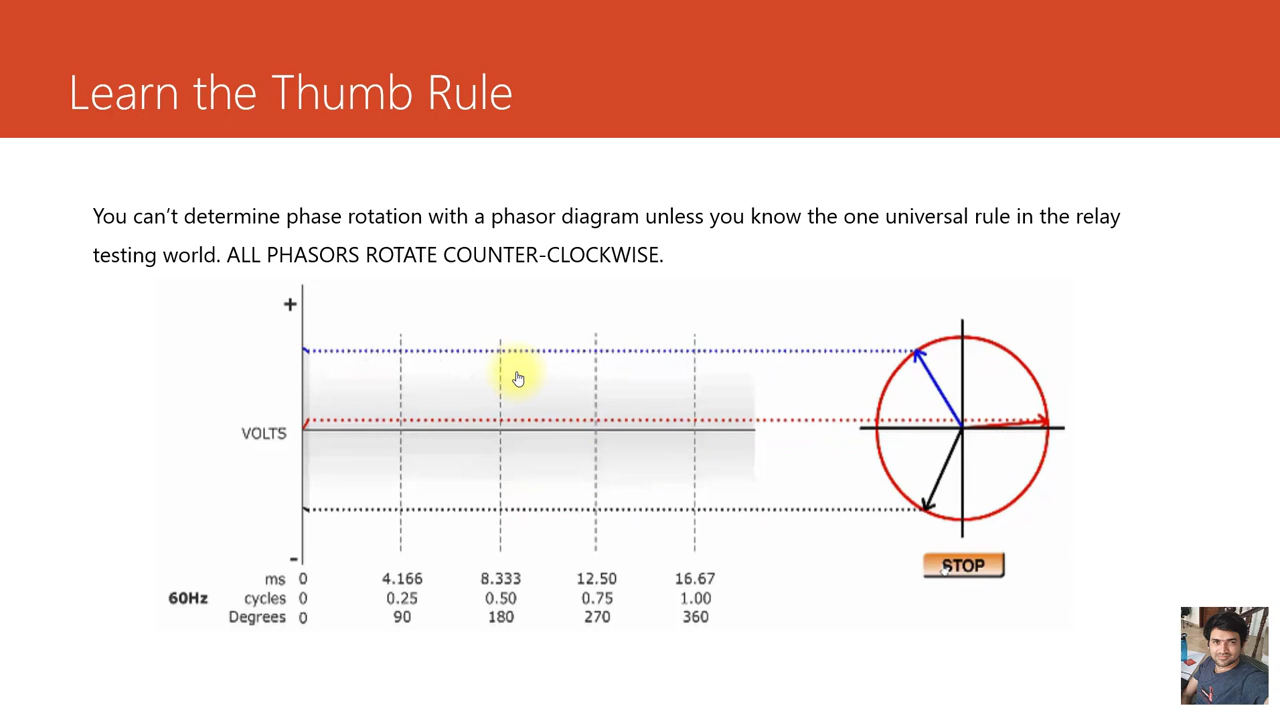 Learn the Thumb Rule
You can't determine phase rotation with a phasor diagram unless you know the one universal rule in the relay
testing world. ALL PHASORS ROTATE COUNTER-CLOCKWISE.
+
VOLTS
-
STOP
ms 0 4.166 8.333 12.50 16.67
60Hz cycles 0 0.25 0.50 0.75 1.00
Degrees 0 90 180 270 360